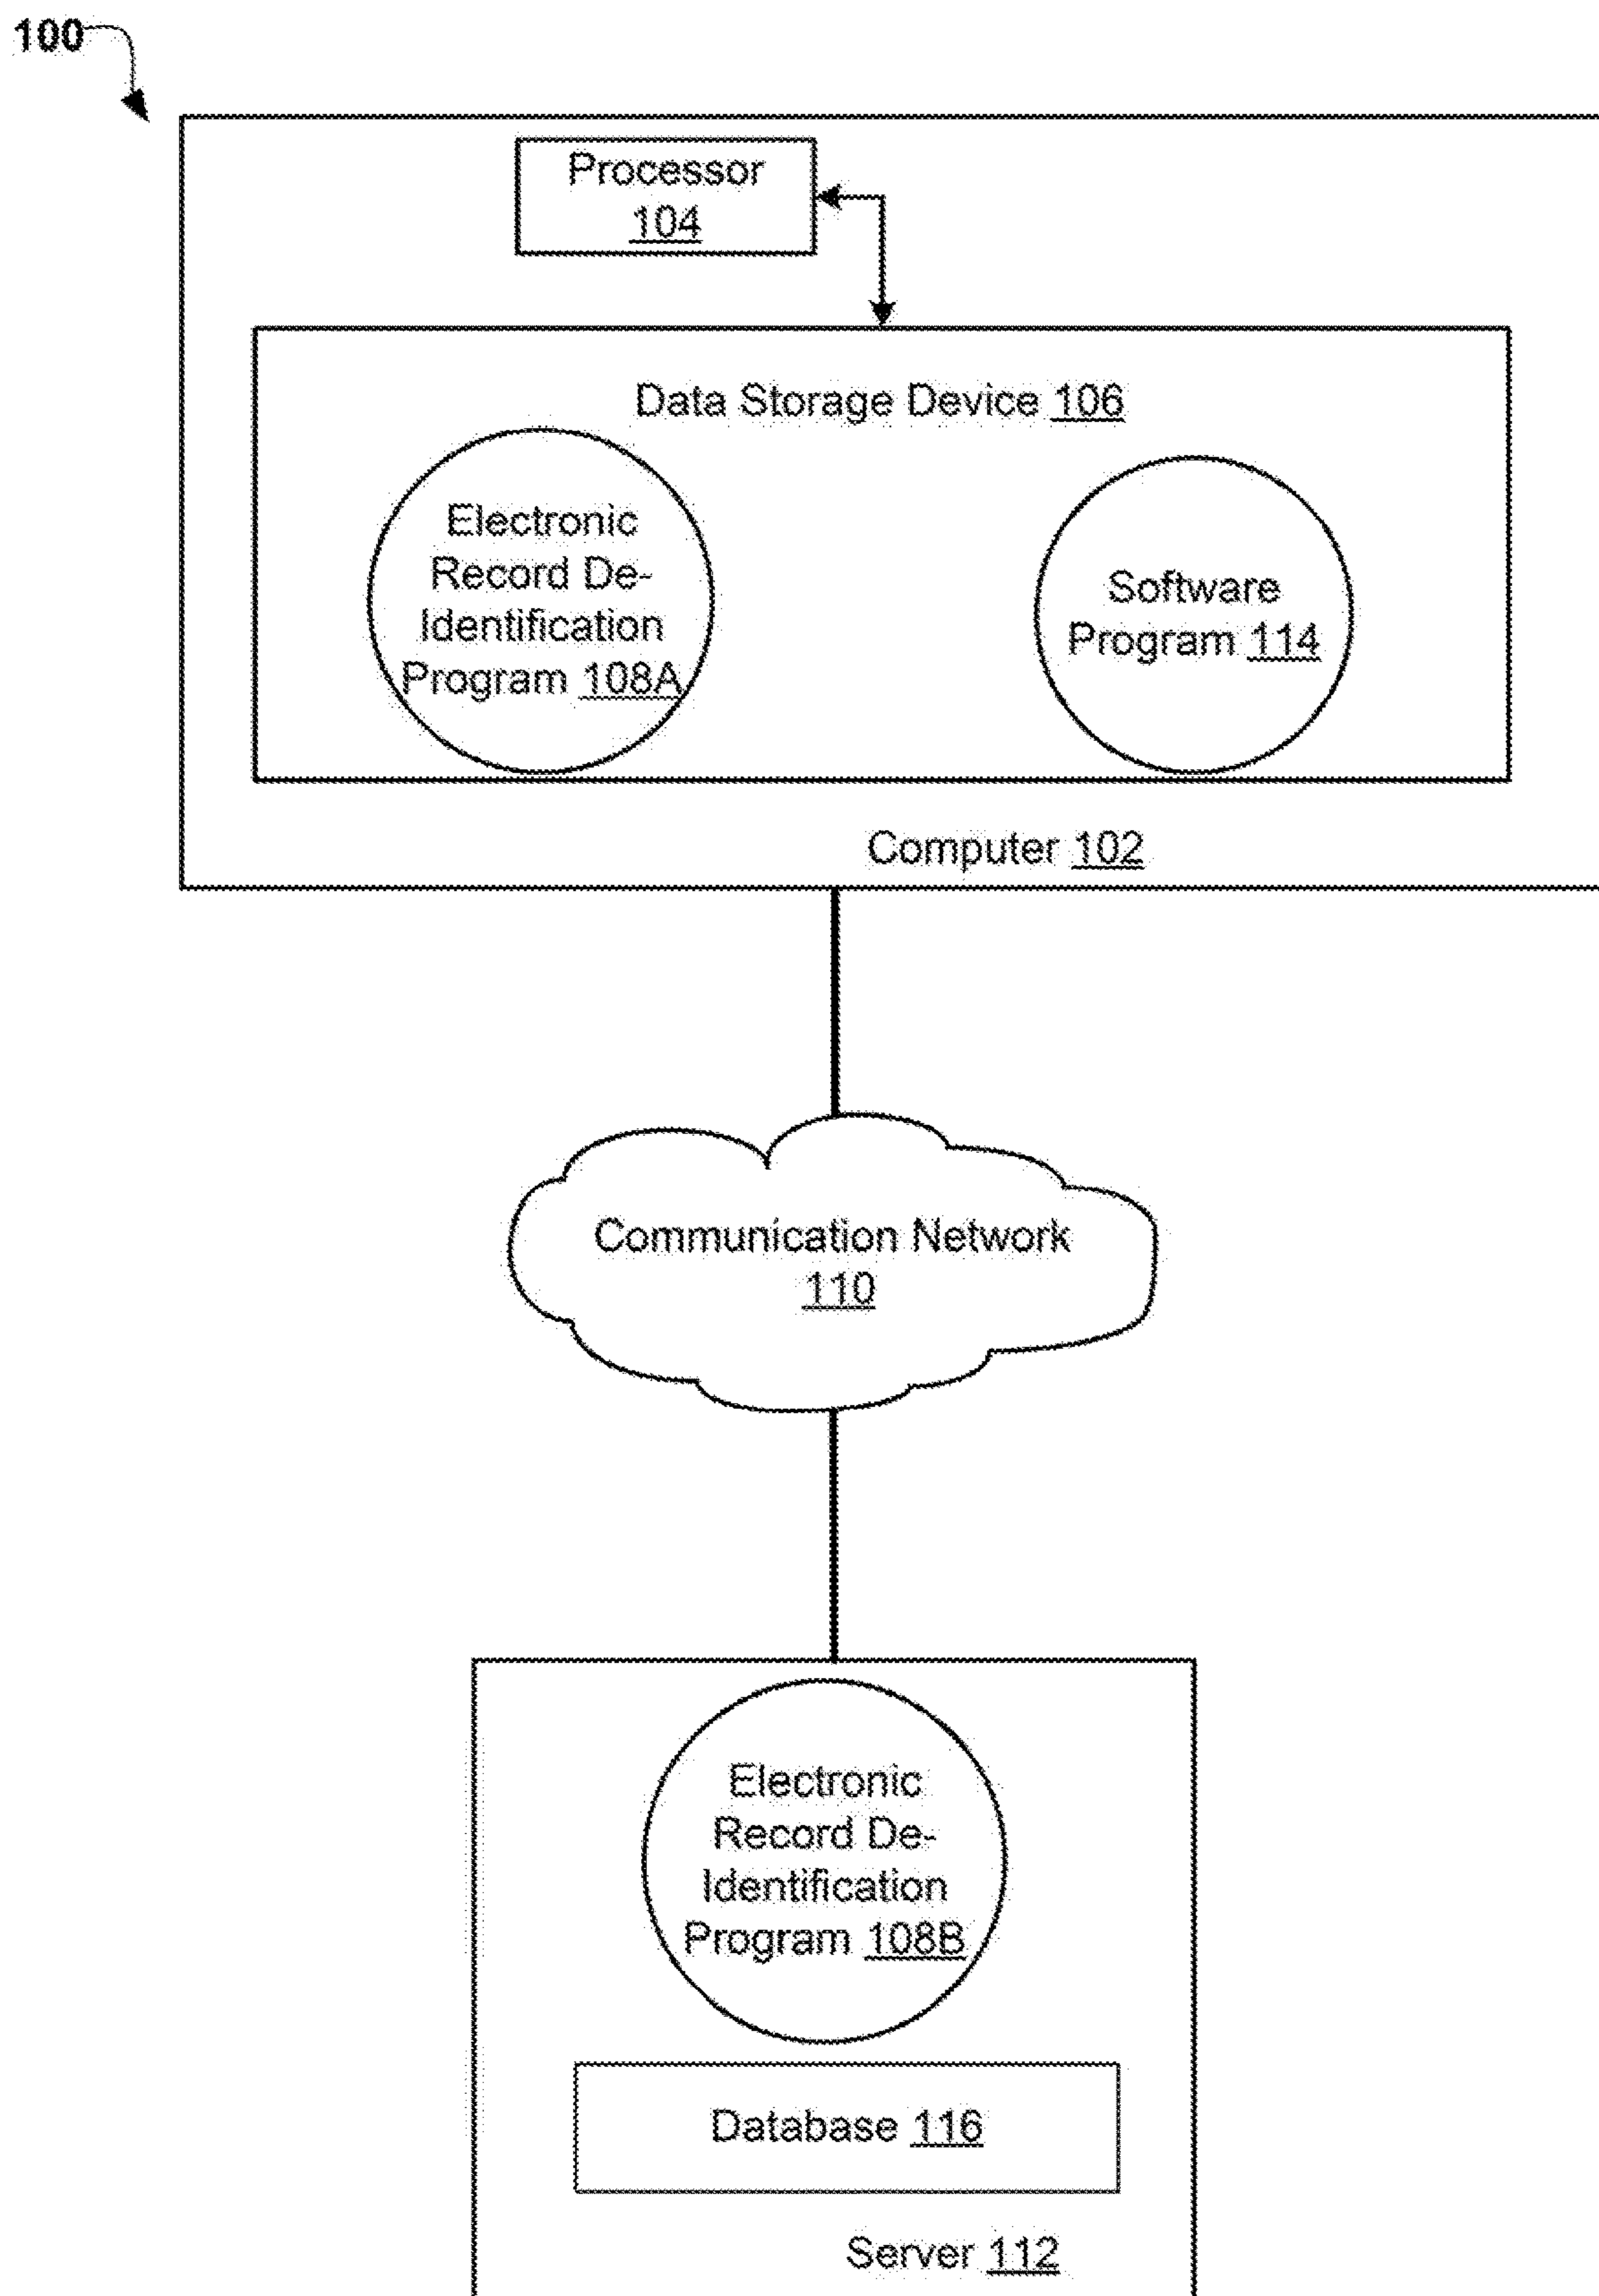 100
Processor
104
Data Storage Device 106
Electronic
Record De-
Identification
Program 108A
Software
Program 114
Computer 102
Communication Network
110
Electronic
Record De-
Identification
Program 108B
Database 116
Server 112